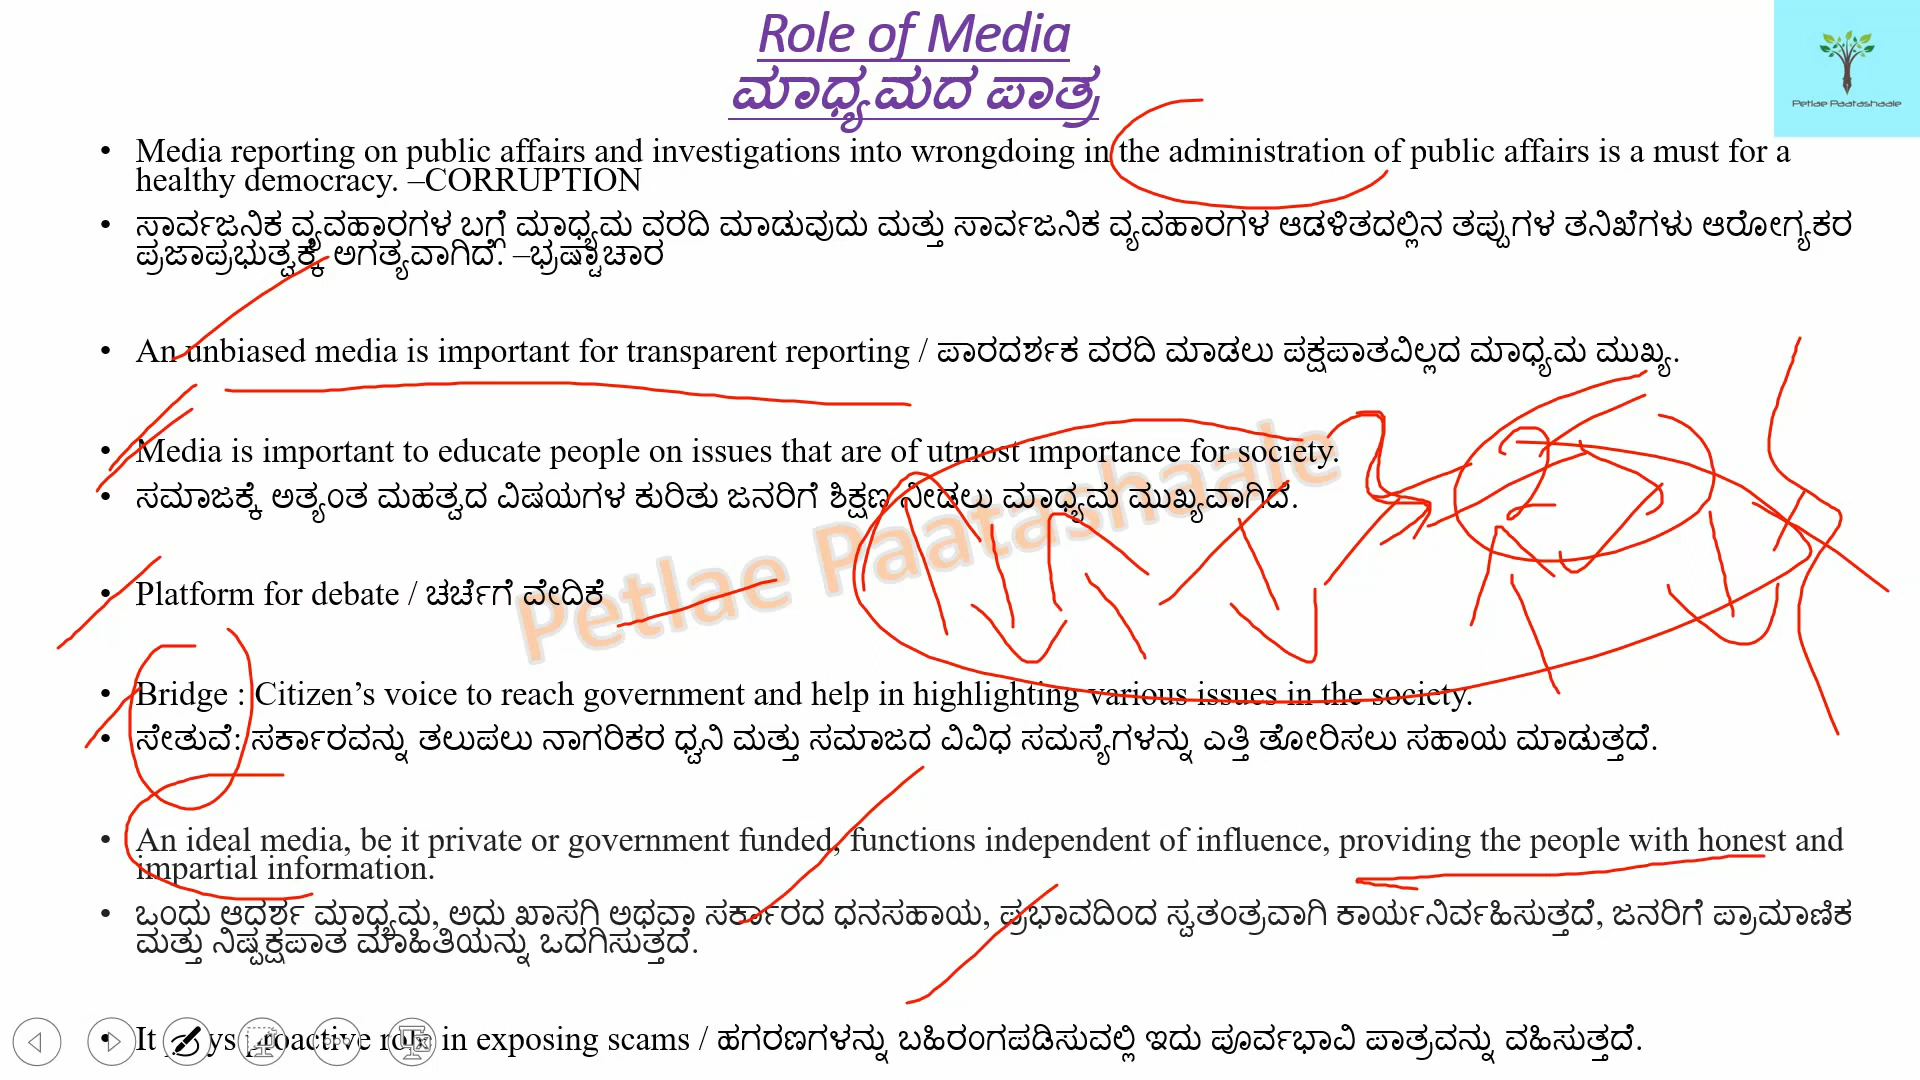 Role of Media
ಮಾಧ್ಯಮದ ಪಾತ್ರ
Petlae Paatashaale
• Media reporting on public affairs and investigations into wrongdoing in the administration of public affairs is a must for a
healthy democracy. –CORRUPTION
• ಸಾರ್ವಜನಿಕ ವ್ಯವಹಾರಗಳ ಬಗ್ಗೆ ಮಾಧ್ಯಮ ವರದಿ ಮಾಡುವುದು ಮತ್ತು ಸಾರ್ವಜನಿಕ ವ್ಯವಹಾರಗಳ ಆಡಳಿತದಲ್ಲಿನ ತಪ್ಪುಗಳ ತನಿಖೆಗಳು ಆರೋಗ್ಯಕರ
ಪ್ರಜಾಪ್ರಭುತ್ವಕ್ಕೆ ಅಗತ್ಯವಾಗಿದೆ. –ಭ್ರಷ್ಟಾಚಾರ
• An unbiased media is important for transparent reporting / ಪಾರದರ್ಶಕ ವರದಿ ಮಾಡಲು ಪಕ್ಷಪಾತವಿಲ್ಲದ ಮಾಧ್ಯಮ ಮುಖ್ಯ.
• Media is important to educate people on issues that are of utmost importance for society.
• ಸಮಾಜಕ್ಕೆ ಅತ್ಯಂತ ಮಹತ್ವದ ವಿಷಯಗಳ ಕುರಿತು ಜನರಿಗೆ ಶಿಕ್ಷಣ ನೀಡಲು ಮಾಧ್ಯಮ ಮುಖ್ಯವಾಗಿದೆ.
Petlae Paatashaale
• Platform for debate / ಚರ್ಚೆಗೆ ವೇದಿಕೆ
• Bridge : Citizen’s voice to reach government and help in highlighting various issues in the society.
• ಸೇತುವೆ: ಸರ್ಕಾರವನ್ನು ತಲುಪಲು ನಾಗರಿಕರ ಧ್ವನಿ ಮತ್ತು ಸಮಾಜದ ವಿವಿಧ ಸಮಸ್ಯೆಗಳನ್ನು ಎತ್ತಿ ತೋರಿಸಲು ಸಹಾಯ ಮಾಡುತ್ತದೆ.
• An ideal media, be it private or government funded, functions independent of influence, providing the people with honest and
impartial information.
• ಒಂದು ಆದರ್ಶ ಮಾಧ್ಯಮ, ಅದು ಖಾಸಗಿ ಅಥವಾ ಸರ್ಕಾರದ ಧನಸಹಾಯ, ಪ್ರಭಾವದಿಂದ ಸ್ವತಂತ್ರವಾಗಿ ಕಾರ್ಯನಿರ್ವಹಿಸುತ್ತದೆ, ಜನರಿಗೆ ಪ್ರಾಮಾಣಿಕ
ಮತ್ತು ನಿಷ್ಪಕ್ಷಪಾತ ಮಾಹಿತಿಯನ್ನು ಒದಗಿಸುತ್ತದೆ.
• It in exposing scams / ಹಗರಣಗಳನ್ನು ಬಹಿರಂಗಪಡಿಸುವಲ್ಲಿ ಇದು ಪೂರ್ವಭಾವಿ ಪಾತ್ರವನ್ನು ವಹಿಸುತ್ತದೆ.